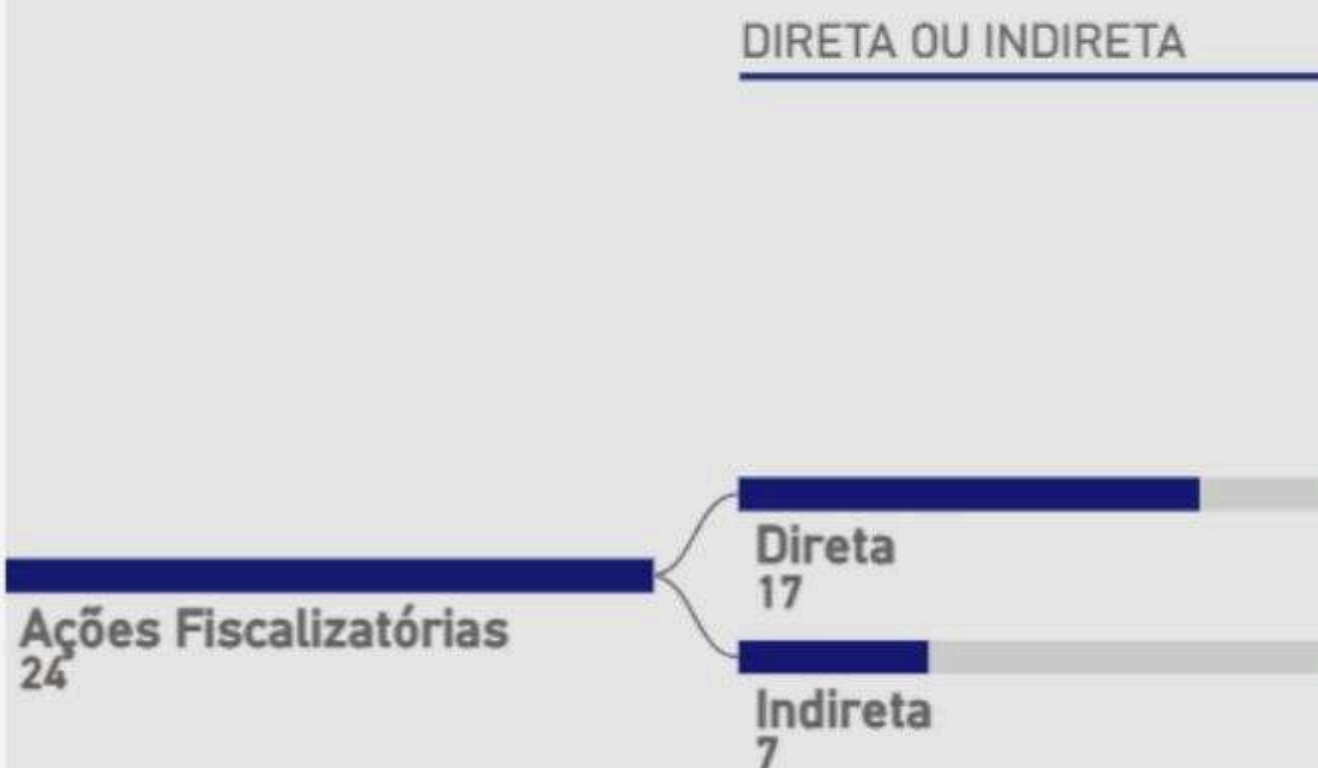 DIRETA OU INDIRETA
Direta
17
Ações Fiscalizatórias
24
Indireta
7